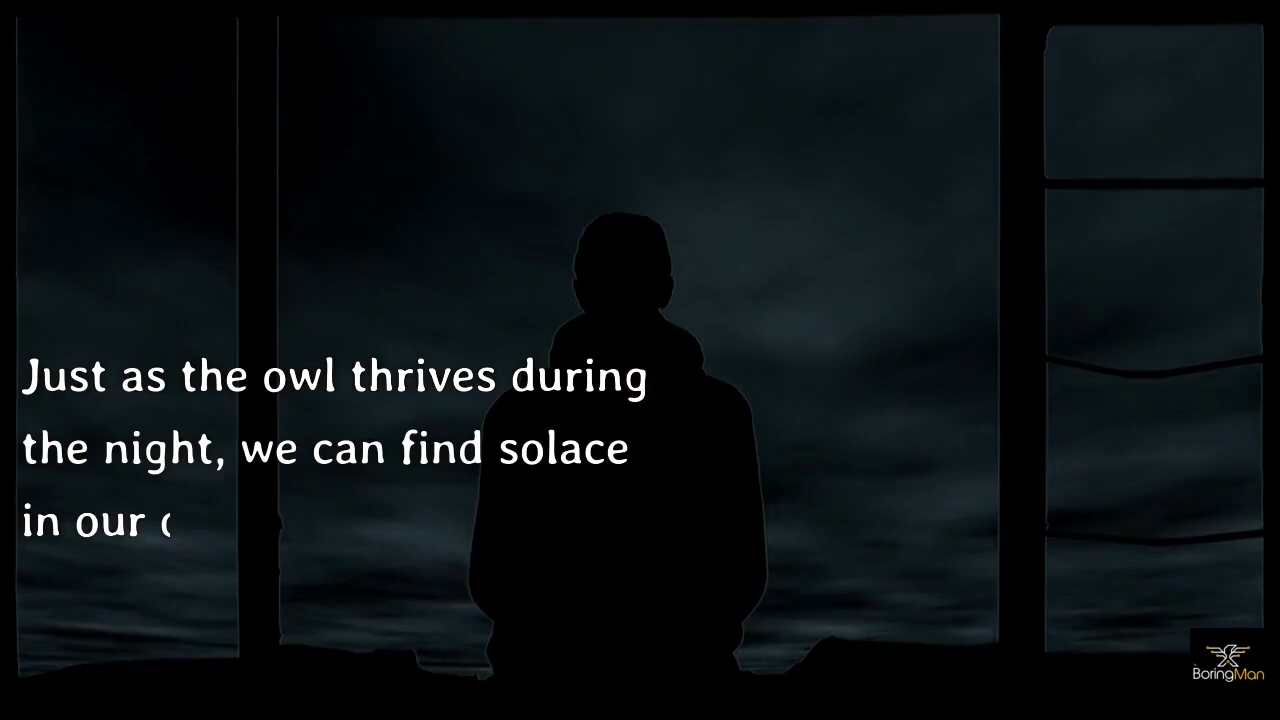 Just as the owl thrives during
the night, we can find solace
in our
BoringMan